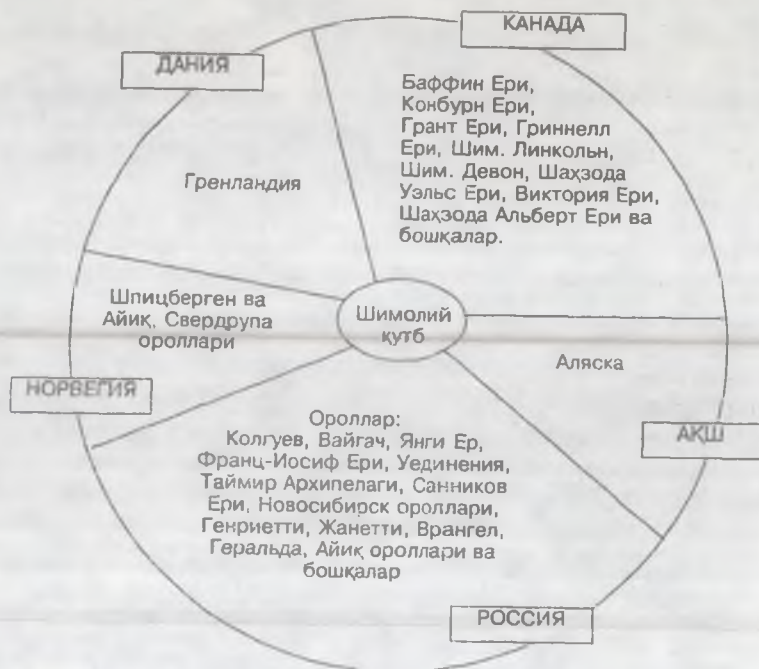 КАНАДА
ДАНИЯ
Баффин Ери,
Конбурн Ери,
Грант Ери, Гриннелл
Ери, Шим. Линкольн,
Шим. Девон, Шаҳзода
Уэльс Ери, Виктория Ери,
Шаҳзода Альберт Ери ва
бошқалар.
Гренландия
Шпицберген ва
Айиқ, Свердрупа
ороллари
Шимолий
қутб
Аляска
НОРВЕГИЯ
АҚШ
Ороллар:
Колгуев, Вайгач, Янги Ер,
Франц-Иосиф Ери, Уединения,
Таймир Архипелаги, Санников
Ери, Новосибирск ороллари,
Генриетти, Жанетти, Врангел,
Геральда, Айиқ ороллари ва
бошқалар
РОССИЯ